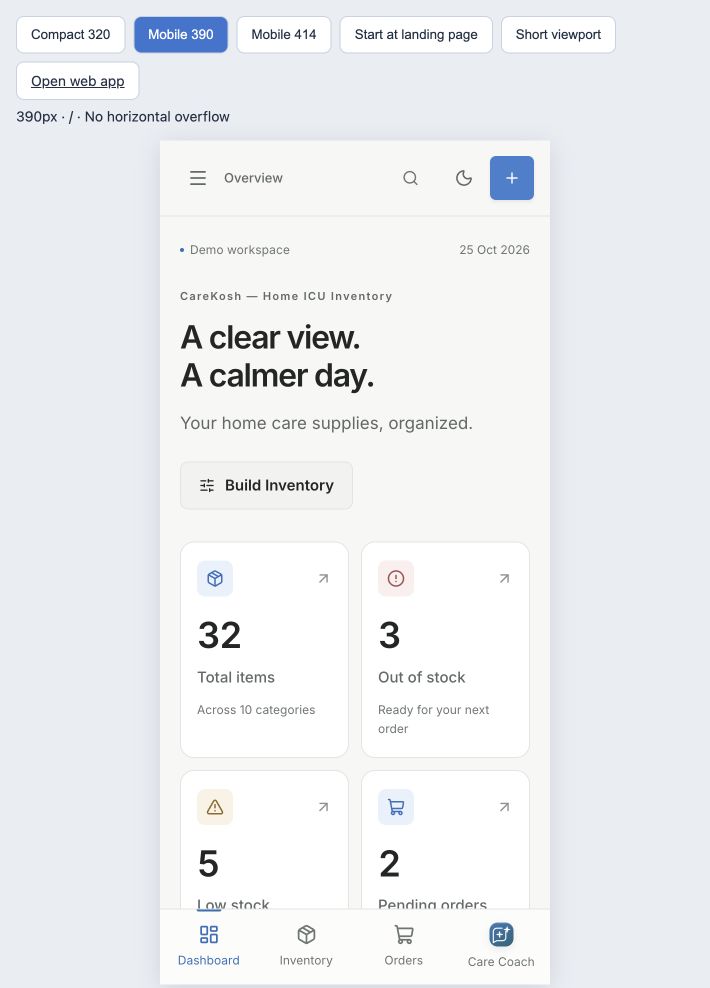 Compact 320
Mobile 390
Mobile 414
Start at landing page
Short viewport
Open web app
390px · / · No horizontal overflow
Overview
Demo workspace
25 Oct 2026
CareKosh — Home ICU Inventory
A clear view.
A calmer day.
Your home care supplies, organized.
Build Inventory
32
Total items
Across 10 categories
3
Out of stock
Ready for your next
order
5
Low stock
2
Pending orders
Dashboard
Inventory
Orders
Care Coach